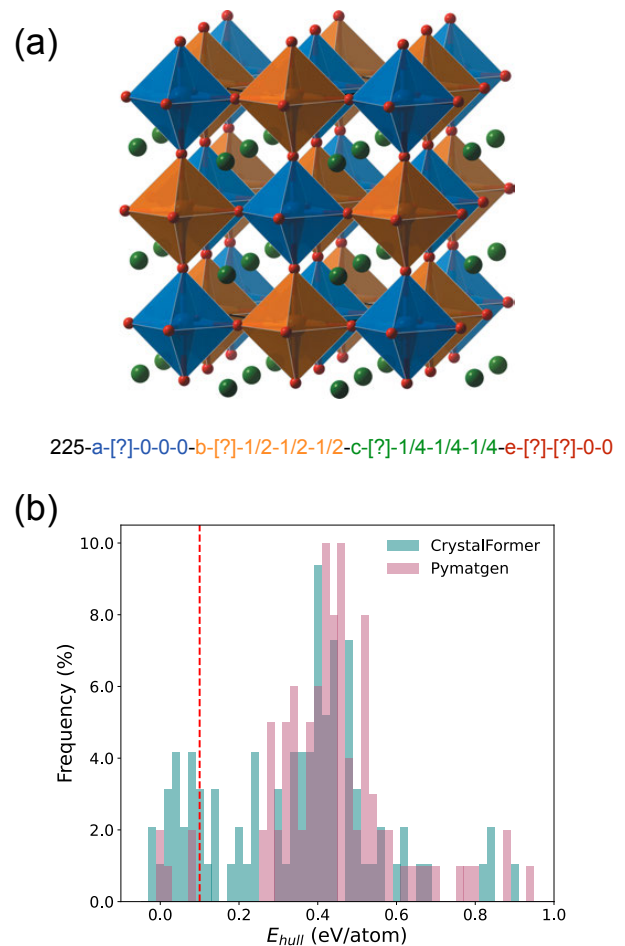 (a)
225-a-[?]-0-0-0-b-[?]-1/2-1/2-1/2-c-[?]-1/4-1/4-1/4-e-[?]-[?]-0-0
(b)
CrystalFormer
Pymatgen
Frequency (%)
10.0
8.0
6.0
4.0
2.0
0.0
0.0 0.2 0.4 0.6 0.8 1.0
E_hull (eV/atom)